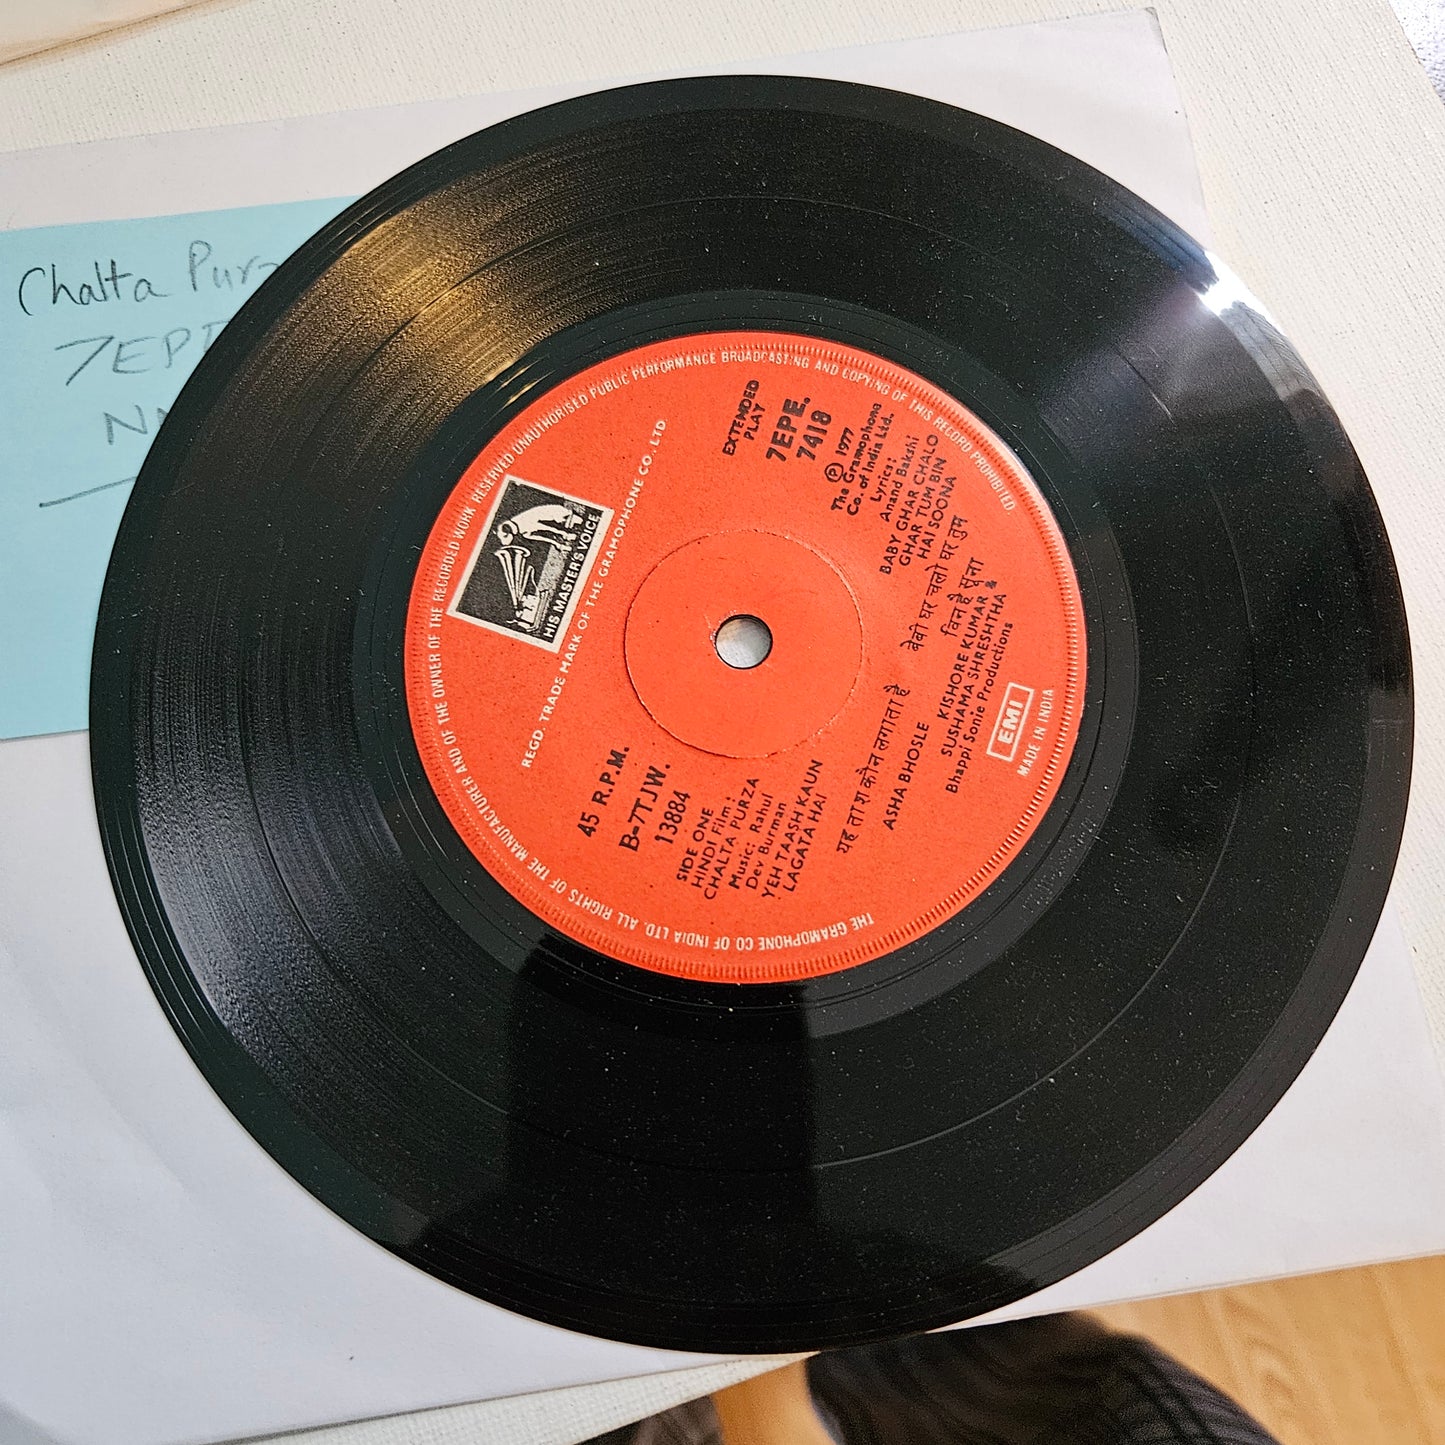 Chalta
7EPE
THE GRAMOPHONE CO OF INDIA LTD. ALL RIGHTS OF THE MANUFACTURER AND OF THE OWNER OF THE RECORDED WORK RESERVED UNAUTHORISED PUBLIC PERFORMANCE BROADCASTING AND COPYING OF THIS RECORD PROHIBITED
HIS MASTER'S VOICE
REGD. TRADE MARK OF THE GRAMOPHONE CO., LTD
45 R.P.M.
B-7TJW.
13884
EXTENDED
PLAY
7EPE.
7418
Ⓟ 1977
The Gramophone
Co. of India Ltd.
SIDE ONE
HINDI Film:
CHALTA PURZA
Music: Rahul
Dev Burman
Lyrics:
Anand Bakshi
YEH TAASH KAUN
LAGATA HAI
यह ताश कौन लगाता है
ASHA BHOSLE
BABY GHAR CHALO
GHAR TUM BIN
HAI SOONA
बेबी घर चलो घर तुम
बिन है सूना
KISHORE KUMAR &
SUSHAMA SHRESHTHA
Bhappi Sonie Productions
EMI
MADE IN INDIA